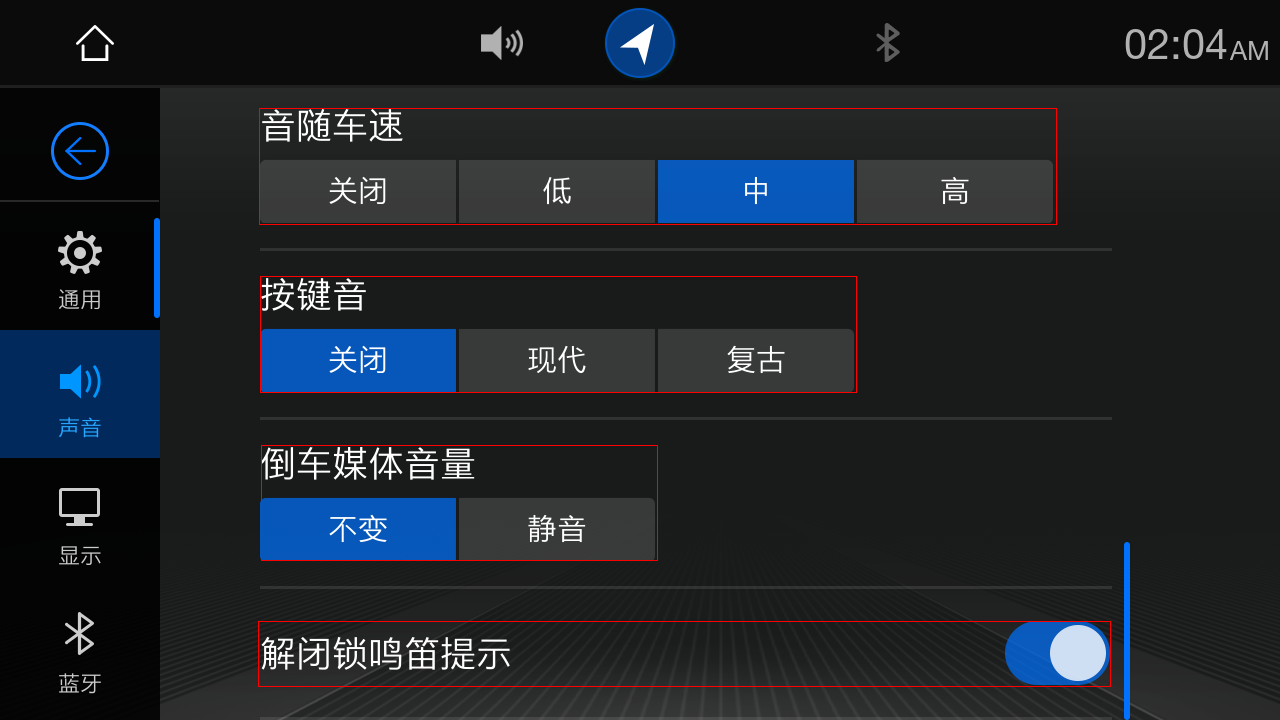 02:04AM
音随车速
关闭 低 中 高
通用
按键音
关闭 现代 复古
声音
倒车媒体音量
不变 静音
显示
解闭锁鸣笛提示
蓝牙